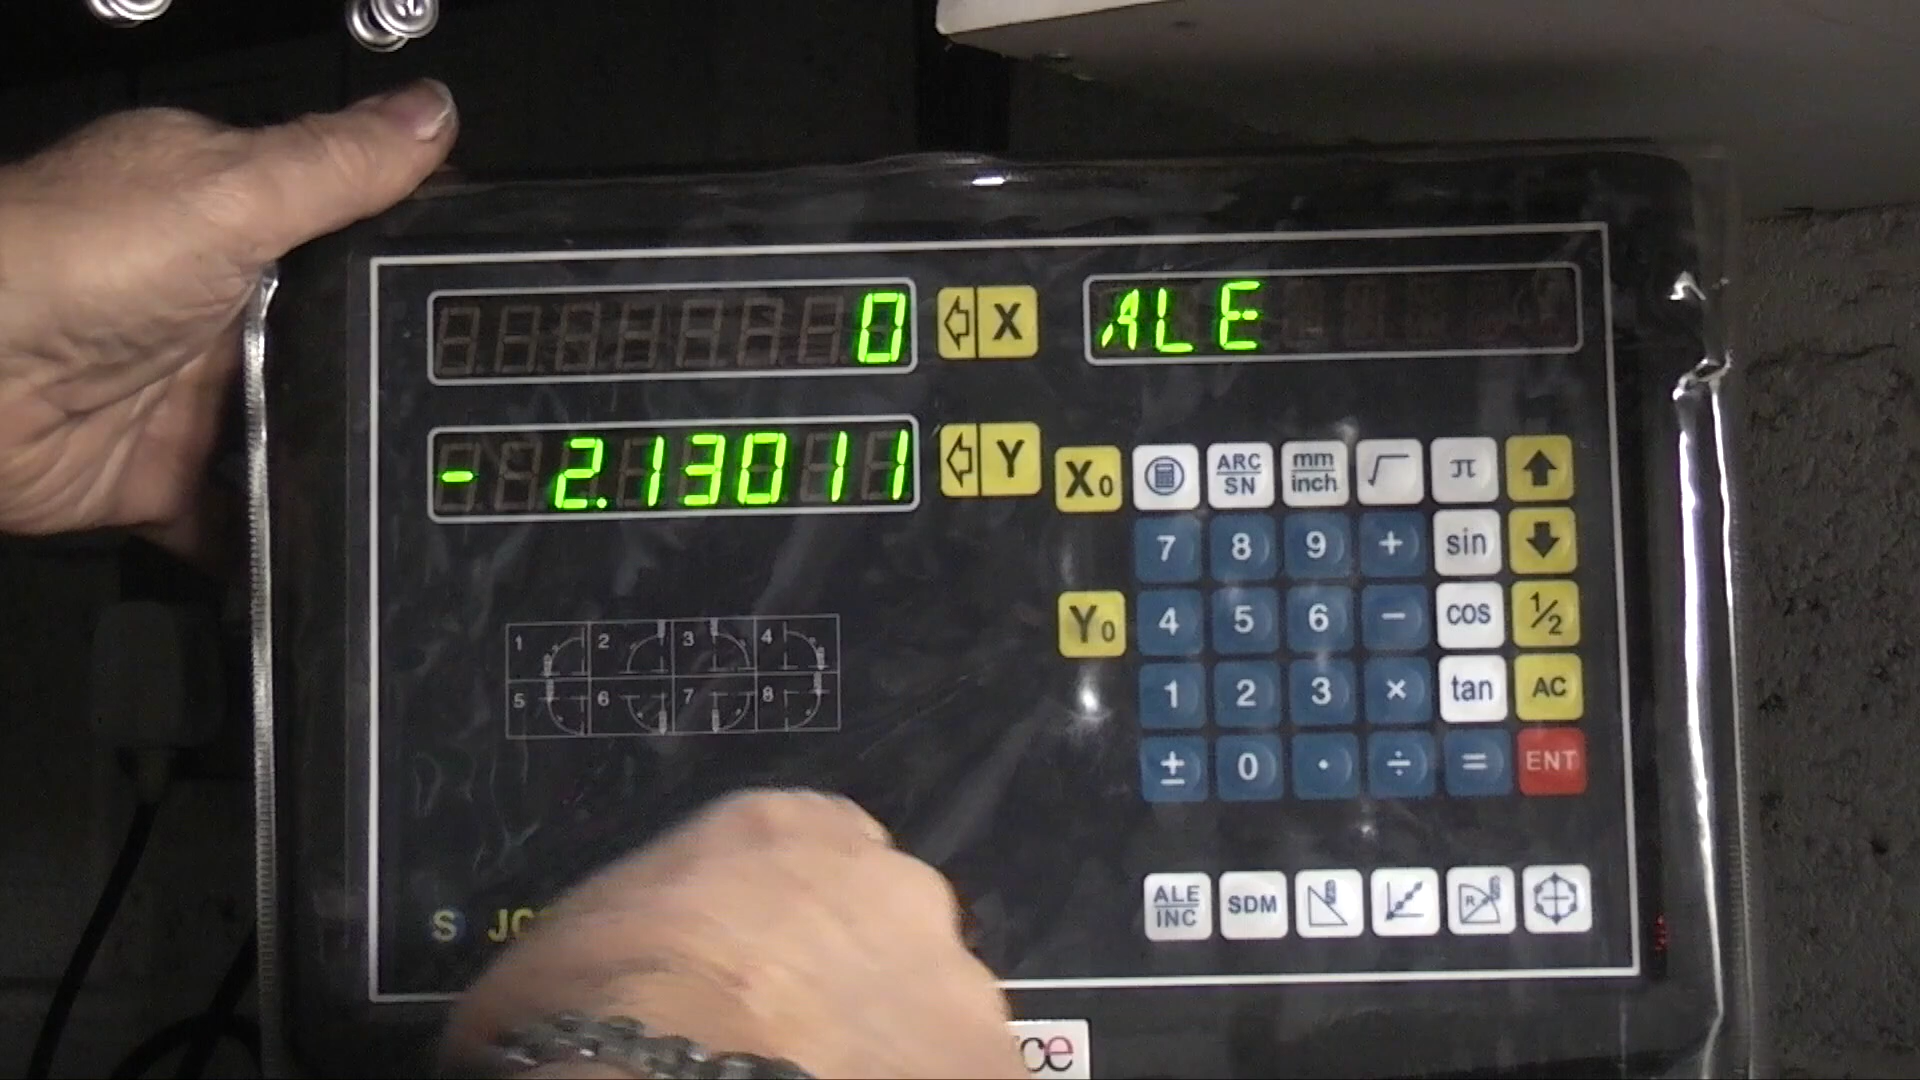 0 X ALE
- 2.13011 Y
X0 ARC SN mm inch √ π
7 8 9 + sin
Y0 4 5 6 − cos 1/2
1 2 3 × tan AC
± 0 · ÷ = ENT
1 2 3 4
5 6 7 8
S
ALE INC SDM R